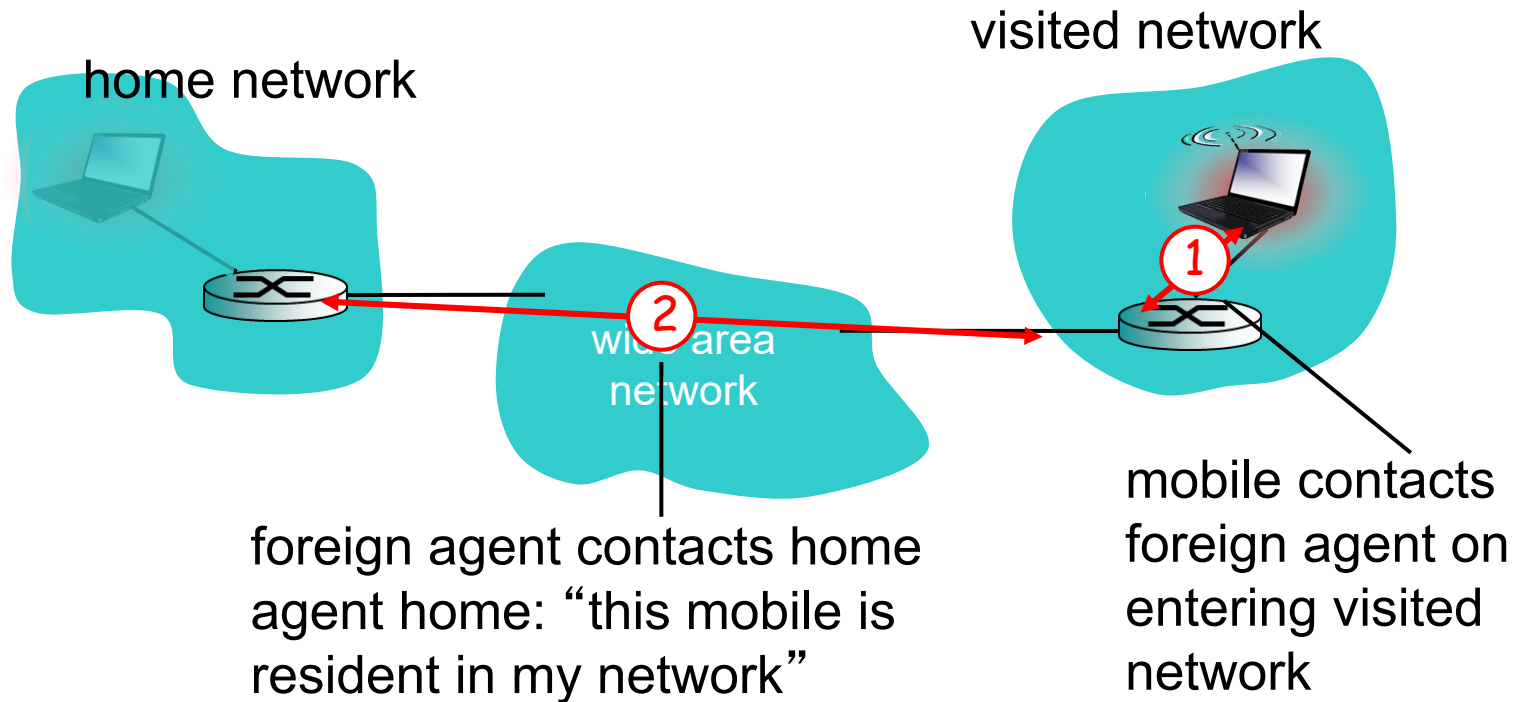 visited network
home network
1
2
wide area
network
foreign agent contacts home
agent home: “this mobile is
resident in my network”
mobile contacts
foreign agent on
entering visited
network